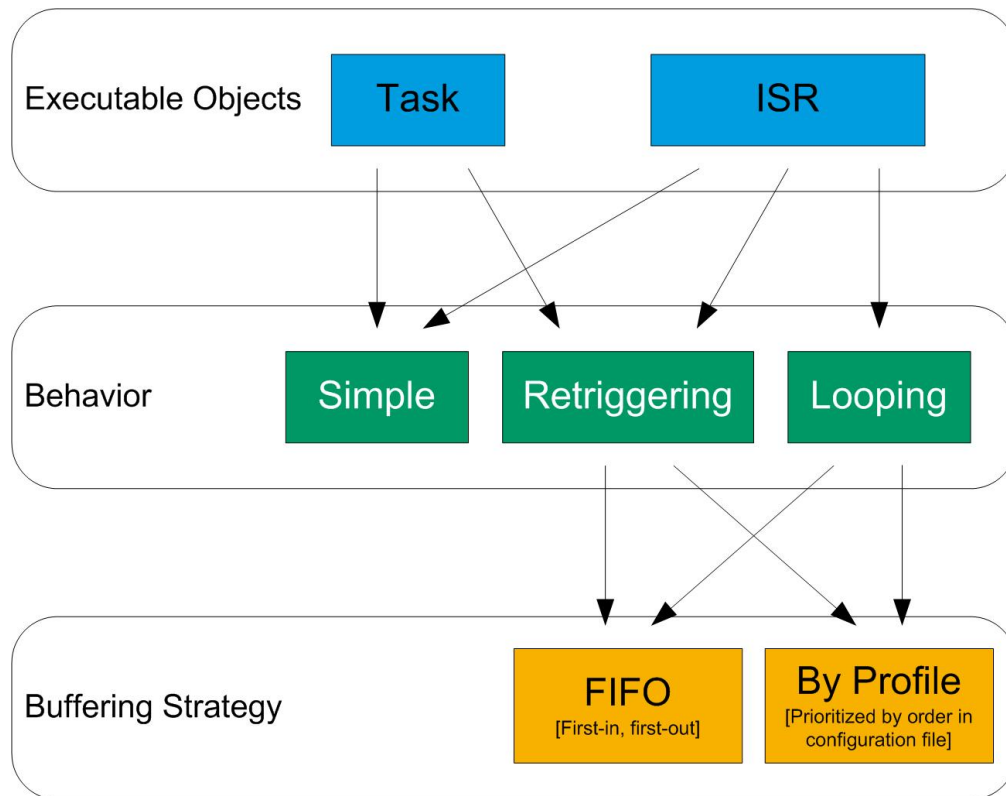 Executable Objects
Task
ISR
Behavior
Simple
Retriggering
Looping
Buffering Strategy
FIFO
[First-in, first-out]
By Profile
[Prioritized by order in
configuration file]